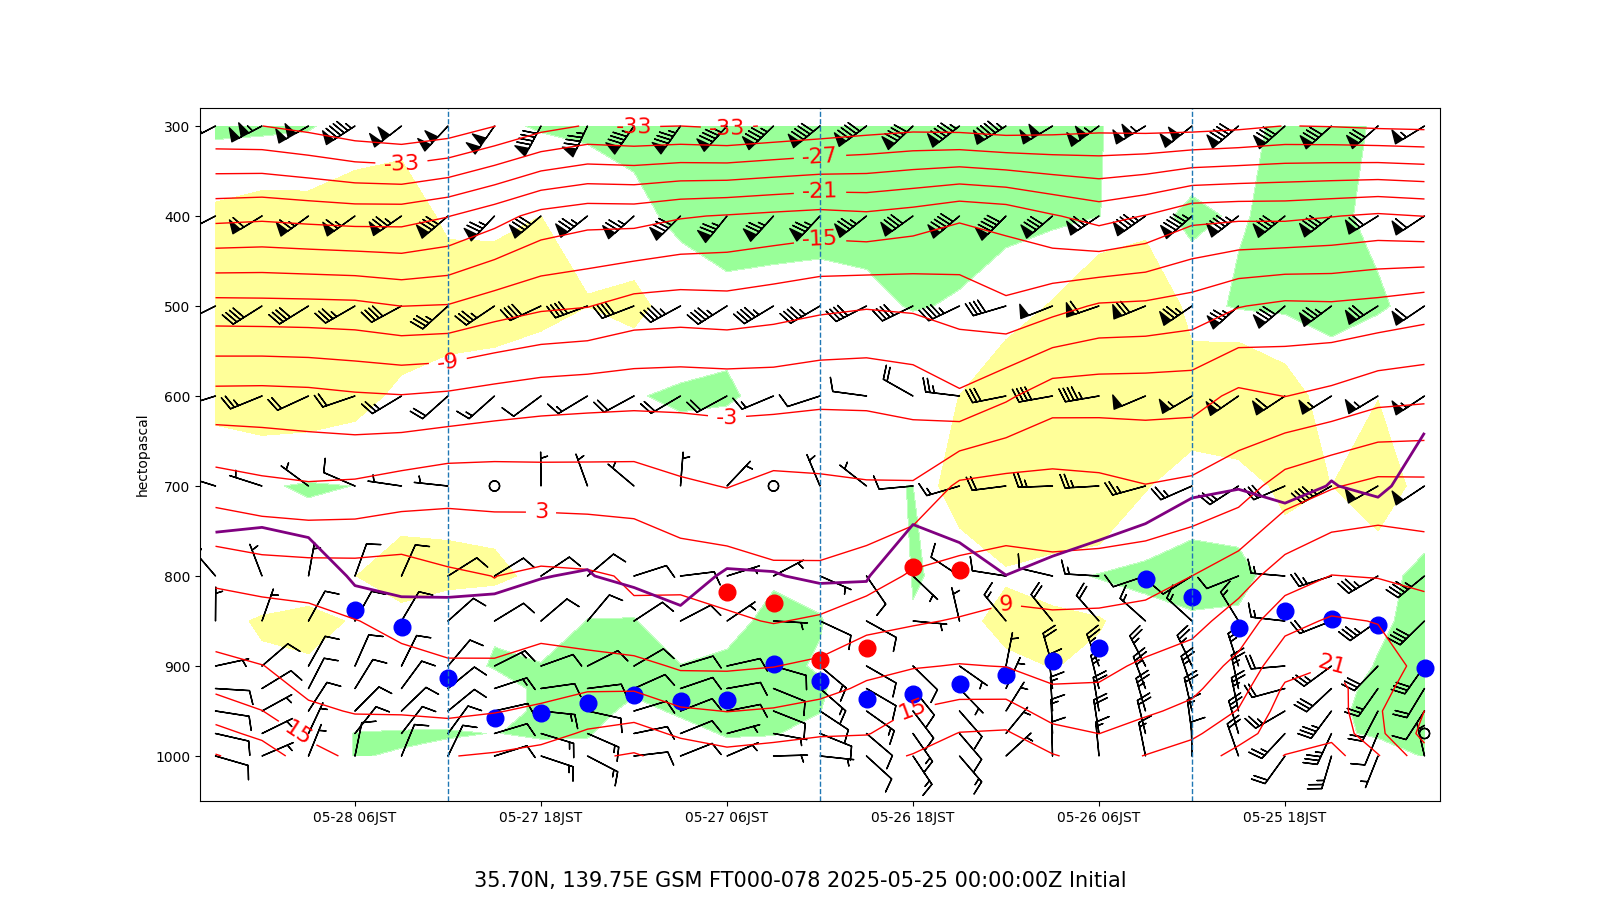 300
400
500
600
700
800
900
1000
hectopascal
-33
-33
-33
-27
-21
-15
-9
-3
3
9
15
15
21
05-28 06JST
05-27 18JST
05-27 06JST
05-26 18JST
05-26 06JST
05-25 18JST
35.70N, 139.75E GSM FT000-078 2025-05-25 00:00:00Z Initial